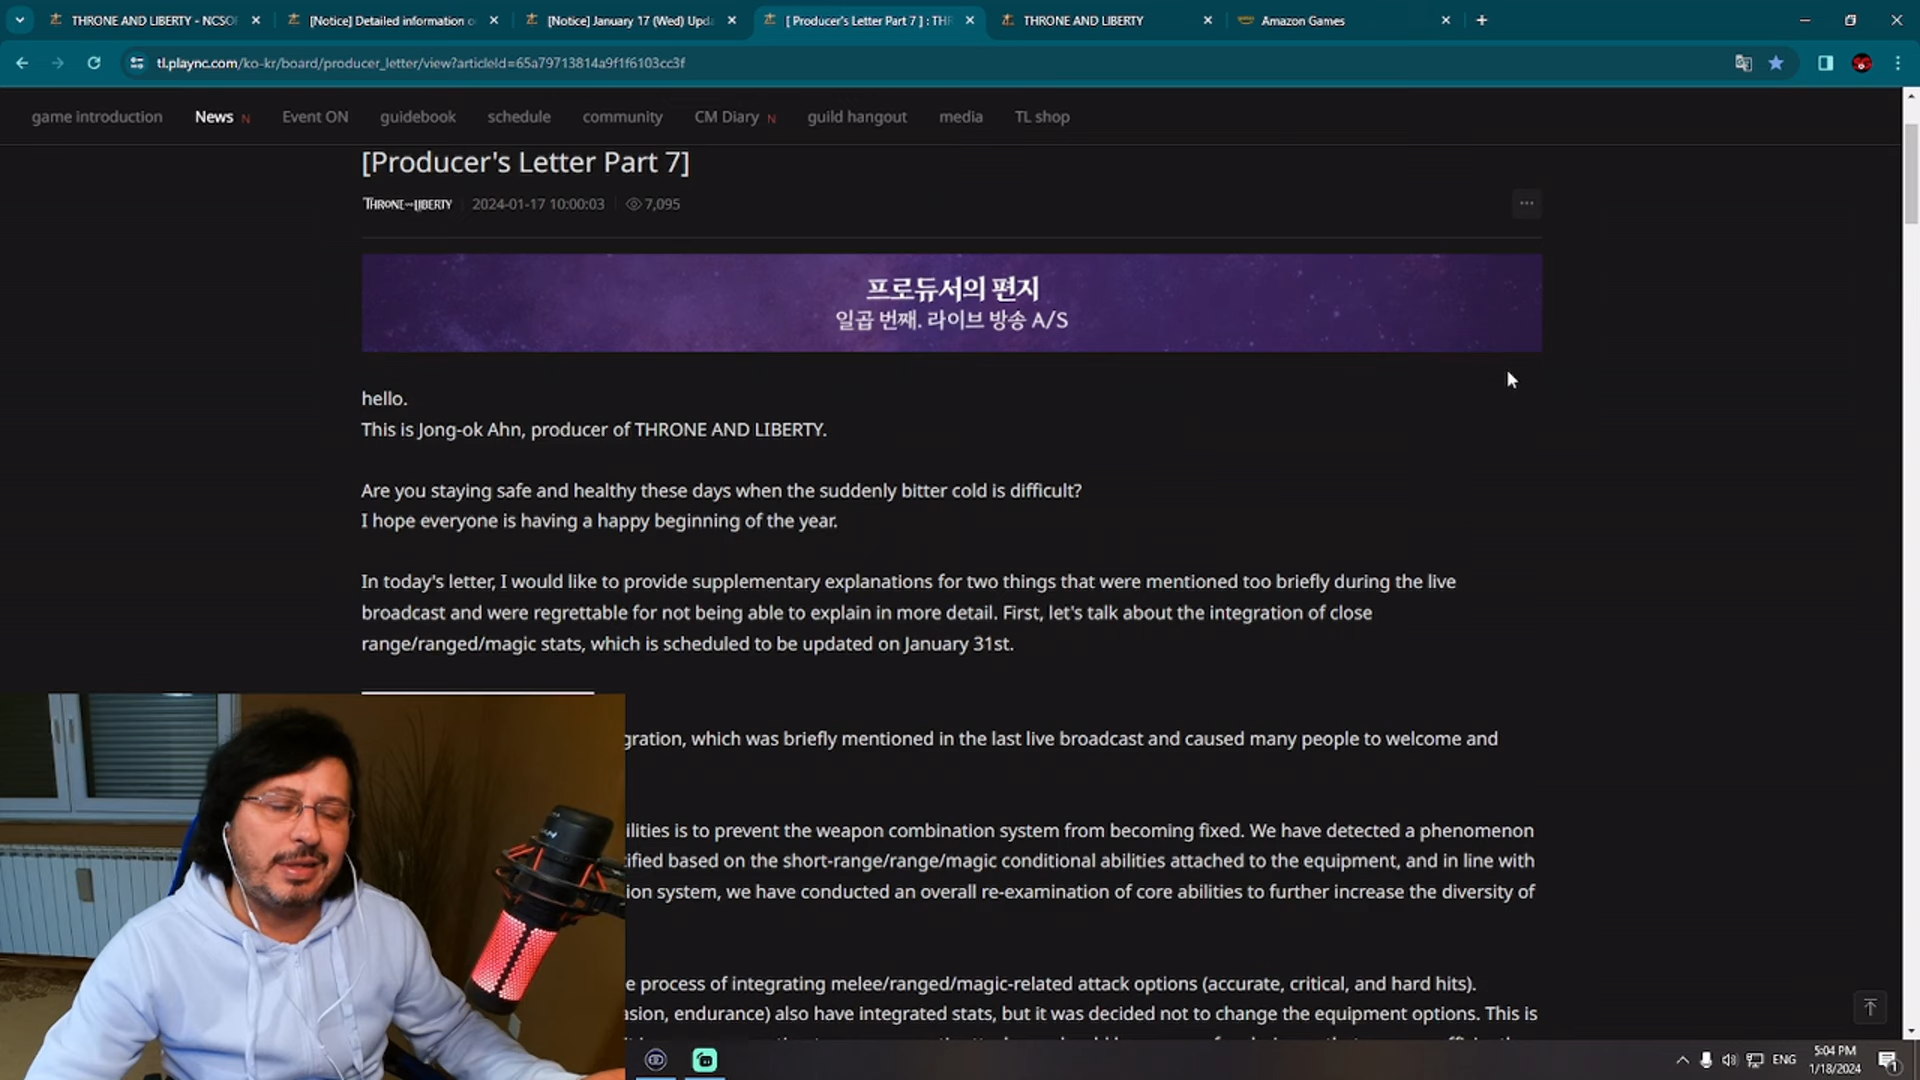 THRONE AND LIBERTY - NCSO
[Notice] Detailed information o
[Notice] January 17 (Wed) Upd
[ Producer's Letter Part 7 ] : THR
THRONE AND LIBERTY
Amazon Games
tl.plaync.com/ko-kr/board/producer_letter/view?articleId=65a79713814a9f1f6103cc3f
game introduction
News N
Event ON
guidebook
schedule
community
CM Diary N
guild hangout
media
TL shop
[Producer's Letter Part 7]
THRONE AND LIBERTY
2024-01-17 10:00:03
7,095
프로듀서의 편지
일곱 번째. 라이브 방송 A/S
hello.
This is Jong-ok Ahn, producer of THRONE AND LIBERTY.
Are you staying safe and healthy these days when the suddenly bitter cold is difficult?
I hope everyone is having a happy beginning of the year.
In today's letter, I would like to provide supplementary explanations for two things that were mentioned too briefly during the live
broadcast and were regrettable for not being able to explain in more detail. First, let's talk about the integration of close
range/ranged/magic stats, which is scheduled to be updated on January 31st.
gration, which was briefly mentioned in the last live broadcast and caused many people to welcome and
ilities is to prevent the weapon combination system from becoming fixed. We have detected a phenomenon
tified based on the short-range/range/magic conditional abilities attached to the equipment, and in line with
ion system, we have conducted an overall re-examination of core abilities to further increase the diversity of
e process of integrating melee/ranged/magic-related attack options (accurate, critical, and hard hits).
asion, endurance) also have integrated stats, but it was decided not to change the equipment options. This is
ENG
5:04 PM
1/18/2024